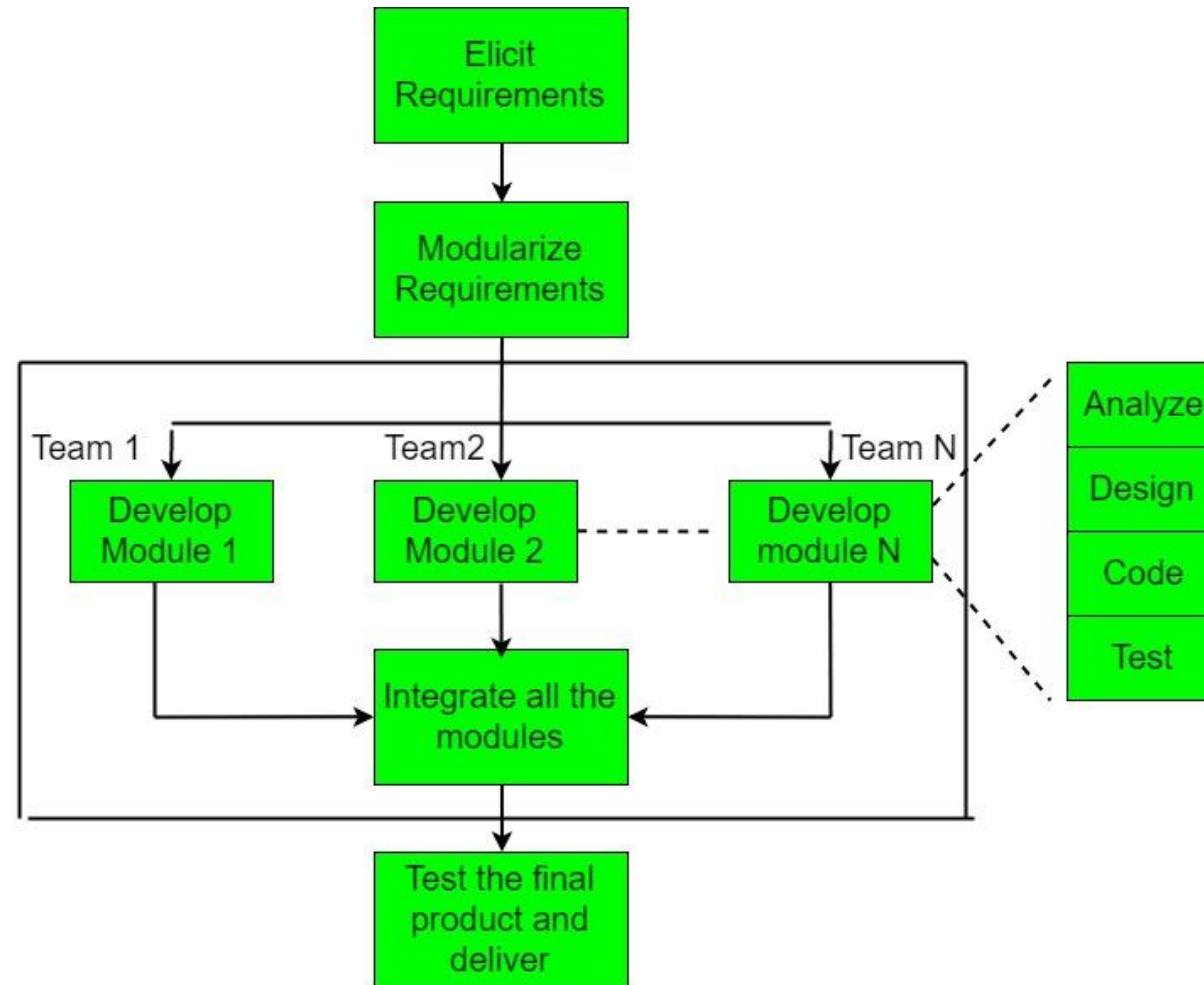 Elicit
Requirements
Modularize
Requirements
Team 1
Team2
Team N
Develop
Module 1
Develop
Module 2
Develop
module N
Analyze
Design
Code
Test
Integrate all the
modules
Test the final
product and
deliver